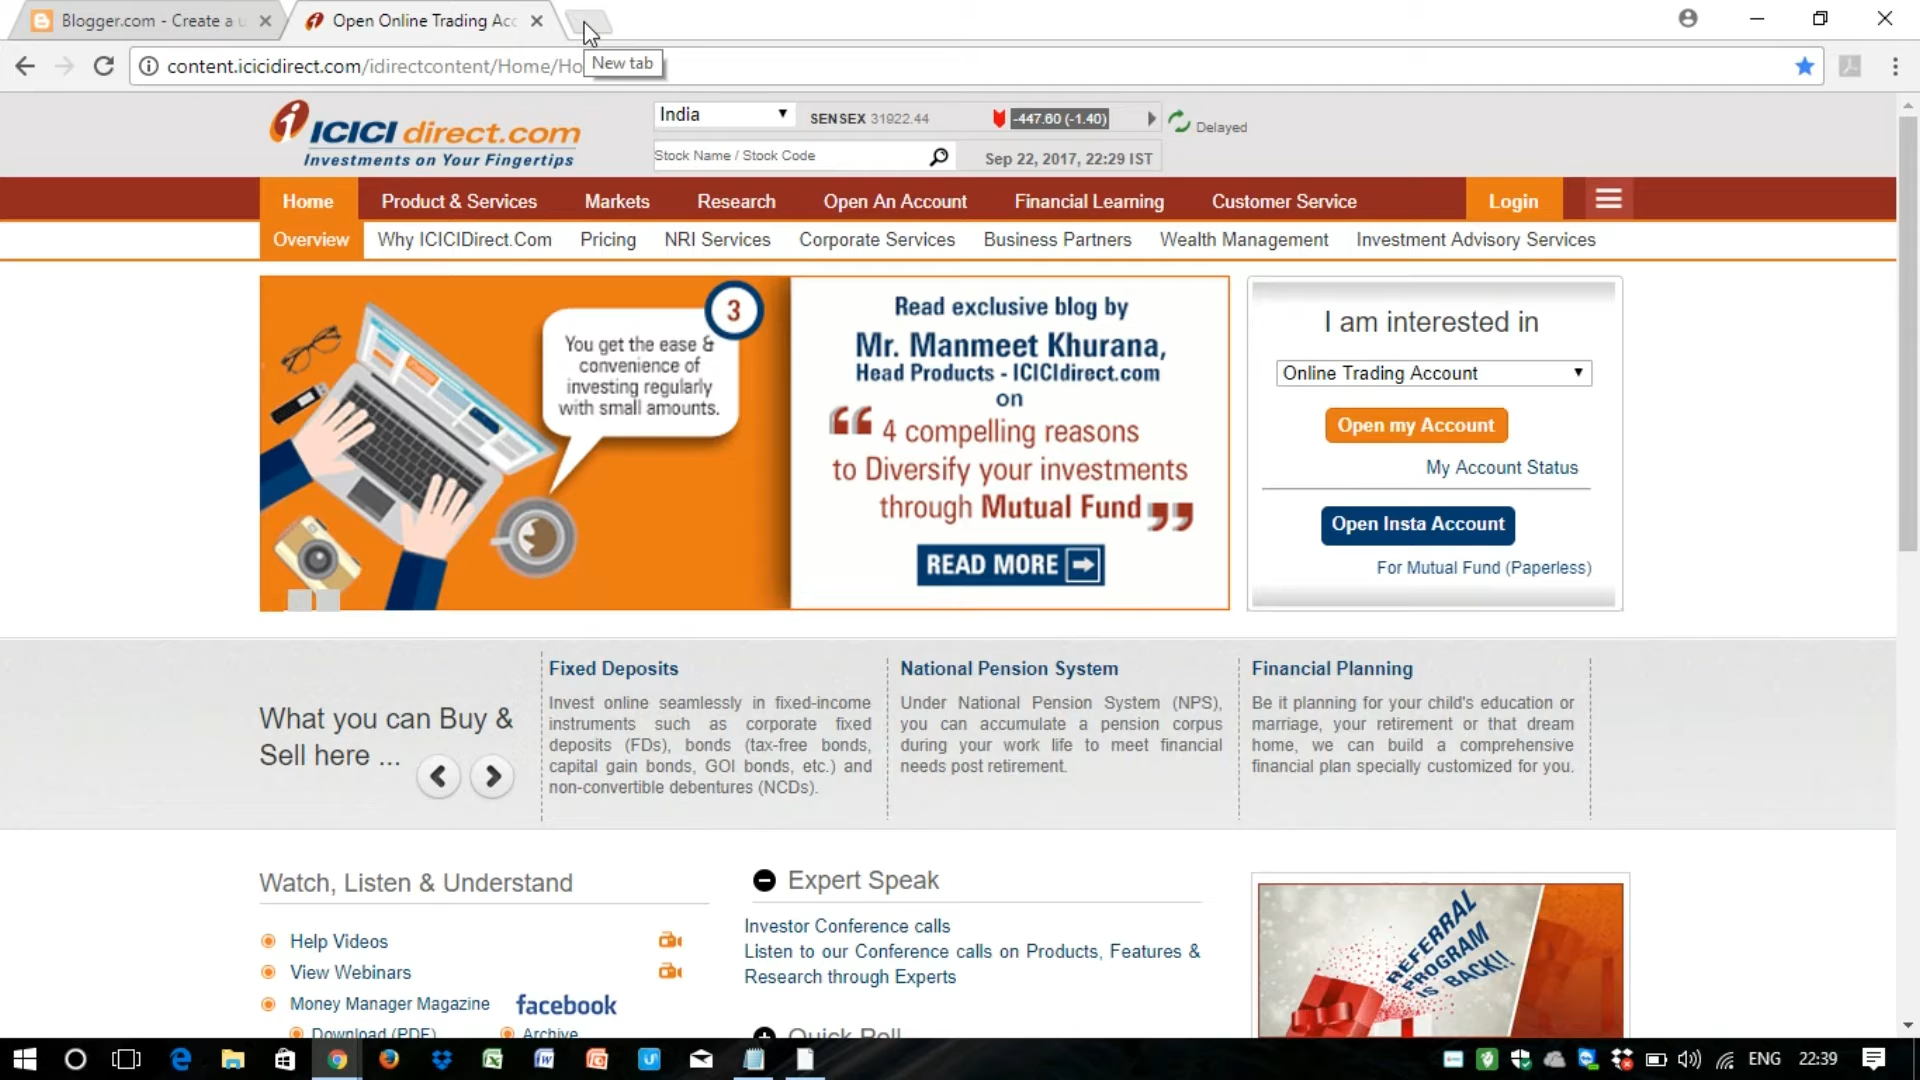 Blogger.com - Create a u
Open Online Trading Acc
New tab
content.icicidirect.com/idirectcontent/Home/Ho
ICICI direct.com
Investments on Your Fingertips
India
SENSEX 31922.44
-447.60 (-1.40)
Delayed
Stock Name / Stock Code
Sep 22, 2017, 22:29 IST
Home
Product & Services
Markets
Research
Open An Account
Financial Learning
Customer Service
Login
Overview
Why ICICIDirect.Com
Pricing
NRI Services
Corporate Services
Business Partners
Wealth Management
Investment Advisory Services
3
You get the ease &
convenience of
investing regularly
with small amounts.
Read exclusive blog by
Mr. Manmeet Khurana,
Head Products - ICICIdirect.com
on
“ 4 compelling reasons
to Diversify your investments
through Mutual Fund ”
READ MORE
I am interested in
Online Trading Account
Open my Account
My Account Status
Open Insta Account
For Mutual Fund (Paperless)
What you can Buy &
Sell here ...
Fixed Deposits
Invest online seamlessly in fixed-income
instruments such as corporate fixed
deposits (FDs), bonds (tax-free bonds,
capital gain bonds, GOI bonds, etc.) and
non-convertible debentures (NCDs).
National Pension System
Under National Pension System (NPS),
you can accumulate a pension corpus
during your work life to meet financial
needs post retirement.
Financial Planning
Be it planning for your child's education or
marriage, your retirement or that dream
home, we can build a comprehensive
financial plan specially customized for you.
Watch, Listen & Understand
Help Videos
View Webinars
Money Manager Magazine
facebook
Download (PDF)
Archive
Expert Speak
Investor Conference calls
Listen to our Conference calls on Products, Features &
Research through Experts
Quick Poll
REFERRAL
PROGRAM
IS BACK!!
ENG
22:39